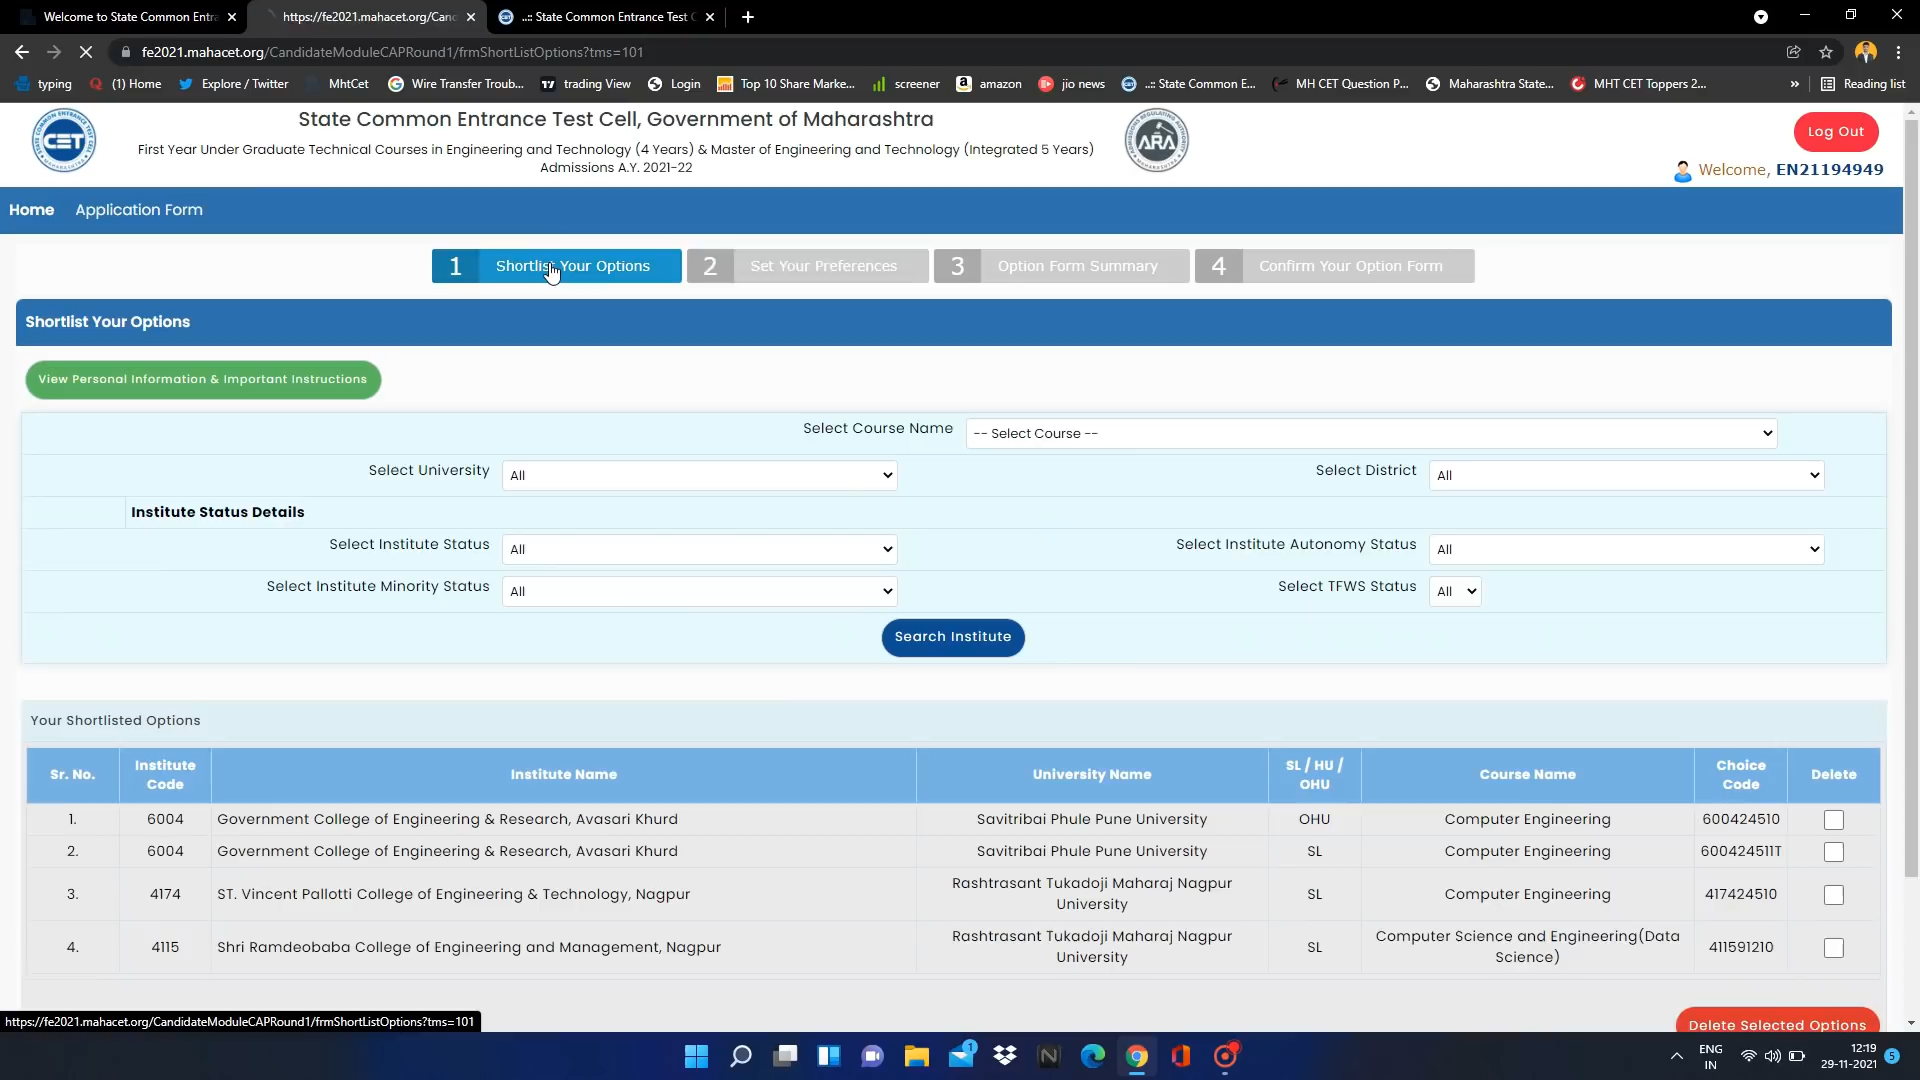 Welcome to State Common Entra
https://fe2021.mahacet.org/Cand
..:: State Common Entrance Test C
fe2021.mahacet.org/CandidateModuleCAPRound1/frmShortListOptions?tms=101
typing
(1) Home
Explore / Twitter
MhtCet
Wire Transfer Troub...
trading View
Login
Top 10 Share Marke...
screener
amazon
jio news
..:: State Common E...
MH CET Question P...
Maharashtra State...
MHT CET Toppers 2...
»
Reading list
State Common Entrance Test Cell, Government of Maharashtra
First Year Under Graduate Technical Courses in Engineering and Technology (4 Years) & Master of Engineering and Technology (Integrated 5 Years)
Admissions A.Y. 2021-22
CET
ARA
Log Out
Welcome, EN21194949
Home
Application Form
1 Shortlist Your Options
2 Set Your Preferences
3 Option Form Summary
4 Confirm Your Option Form
Shortlist Your Options
View Personal Information & Important Instructions
Select Course Name
-- Select Course --
Select University
All
Select District
All
Institute Status Details
Select Institute Status
All
Select Institute Autonomy Status
All
Select Institute Minority Status
All
Select TFWS Status
All
Search Institute
Your Shortlisted Options
Sr. No.
Institute
Code
Institute Name
University Name
SL / HU /
OHU
Course Name
Choice
Code
Delete
1.
6004
Government College of Engineering & Research, Avasari Khurd
Savitribai Phule Pune University
OHU
Computer Engineering
600424510
2.
6004
Government College of Engineering & Research, Avasari Khurd
Savitribai Phule Pune University
SL
Computer Engineering
600424511T
3.
4174
ST. Vincent Pallotti College of Engineering & Technology, Nagpur
Rashtrasant Tukadoji Maharaj Nagpur
University
SL
Computer Engineering
417424510
4.
4115
Shri Ramdeobaba College of Engineering and Management, Nagpur
Rashtrasant Tukadoji Maharaj Nagpur
University
SL
Computer Science and Engineering(Data
Science)
411591210
Delete Selected Options
https://fe2021.mahacet.org/CandidateModuleCAPRound1/frmShortListOptions?tms=101
1
ENG
IN
12:19
29-11-2021
5